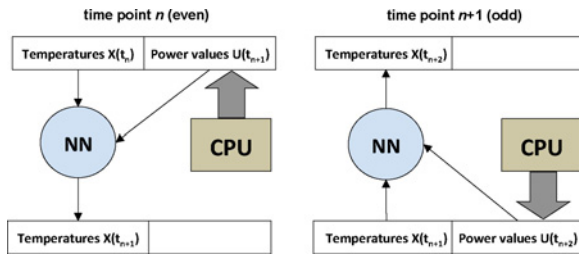 time point n (even)
Temperatures X(tn) Power values U(tn+1)
NN
CPU
Temperatures X(tn+1)
time point n+1 (odd)
Temperatures X(tn+2)
NN
CPU
Temperatures X(tn+1) Power values U(tn+2)